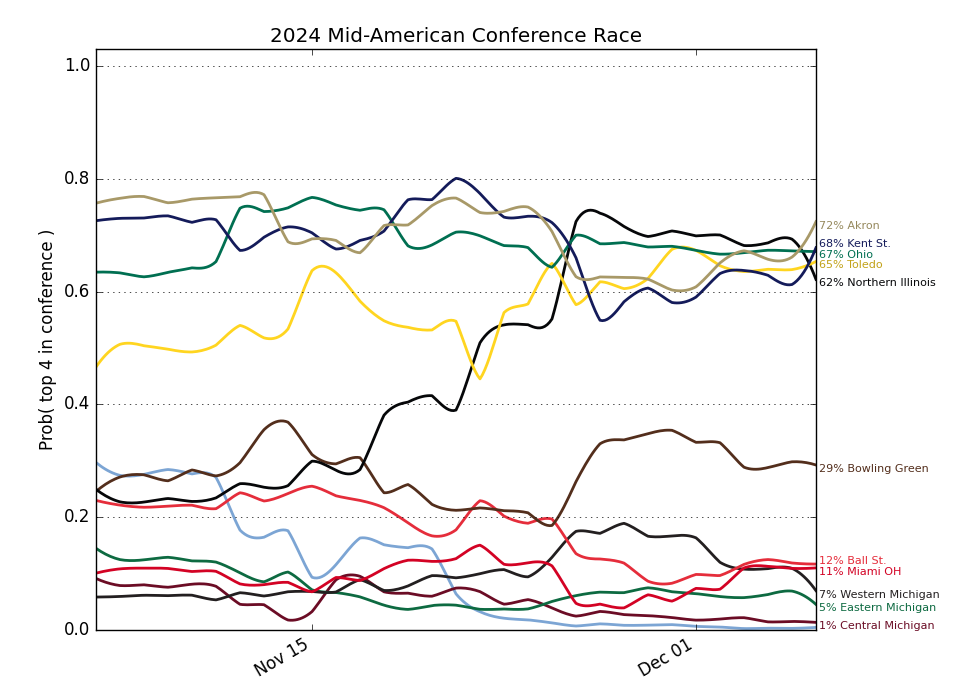 2024 Mid-American Conference Race
Prob( top 4 in conference )
1.0
0.8
0.6
0.4
0.2
0.0
Nov 15
Dec 01
72% Akron
68% Kent St.
67% Ohio
65% Toledo
62% Northern Illinois
29% Bowling Green
12% Ball St.
11% Miami OH
7% Western Michigan
5% Eastern Michigan
1% Central Michigan